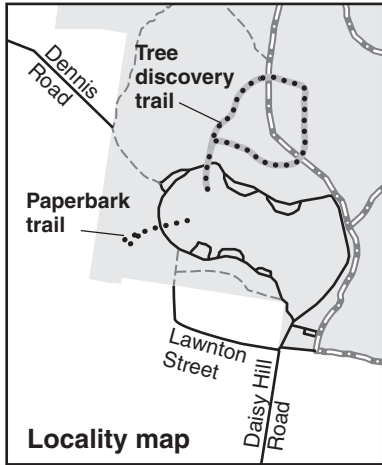 Dennis
Road
Tree
discovery
trail
Paperbark
trail
Lawnton
Street
Daisy Hill
Road
Locality map